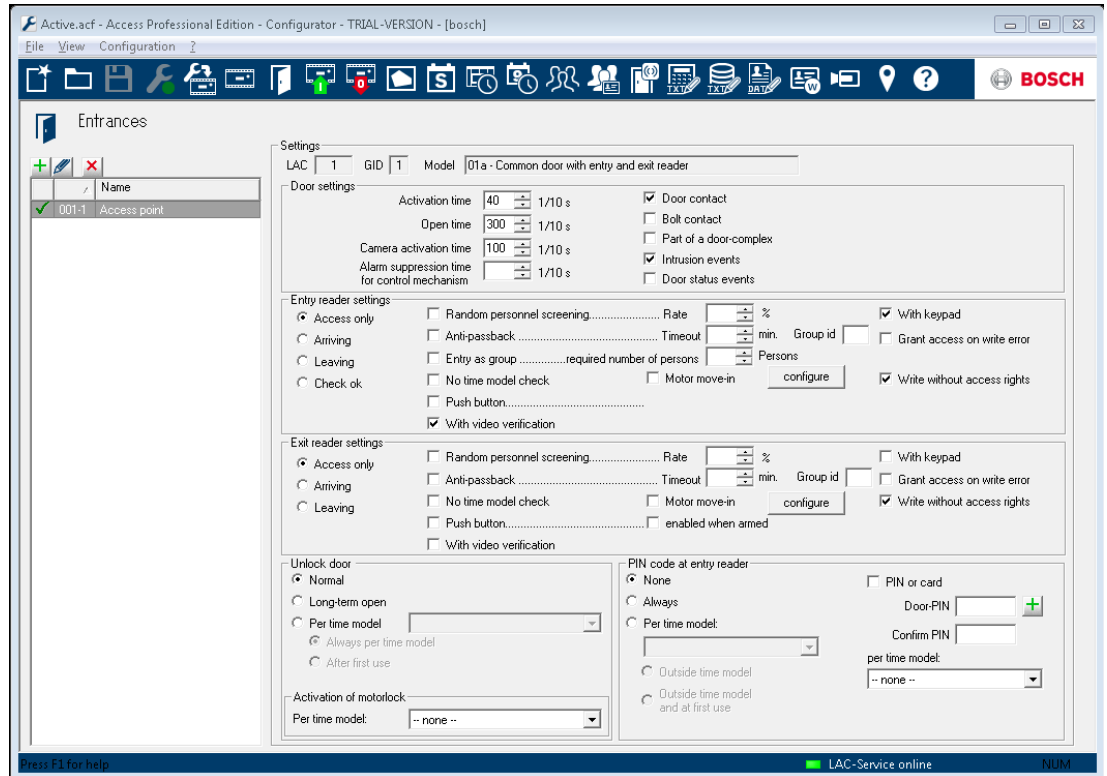 Active.acf - Access Professional Edition - Configurator - TRIAL-VERSION - [bosch]
File View Configuration ?
S TXT TXT DATA W ? BOSCH
Entrances
Name
001-1 Access point
Settings
LAC 1 GID 1 Model 01a - Common door with entry and exit reader
Door settings
Activation time 40 1/10 s Door contact
Open time 300 1/10 s Bolt contact
Part of a door-complex
Camera activation time 100 1/10 s
Intrusion events
Alarm suppression time
for control mechanism 1/10 s Door status events
Entry reader settings
Access only Random personnel screening...................... Rate % With keypad
Arriving Anti-passback ........................................... Timeout min. Group id Grant access on write error
Leaving Entry as group ..............required number of persons Persons
Check ok No time model check Motor move-in configure Write without access rights
Push button...........................................
With video verification
Exit reader settings
Access only Random personnel screening...................... Rate % With keypad
Arriving Anti-passback ........................................... Timeout min. Group id Grant access on write error
Leaving No time model check Motor move-in configure Write without access rights
Push button........................................... enabled when armed
With video verification
Unlock door
Normal
Long-term open
Per time model
Always per time model
After first use
Activation of motorlock
Per time model: -- none --
PIN code at entry reader
None PIN or card
Always Door-PIN
Per time model:
Confirm PIN
per time model:
Outside time model -- none --
Outside time model
and at first use
Press F1 for help LAC-Service online NUM